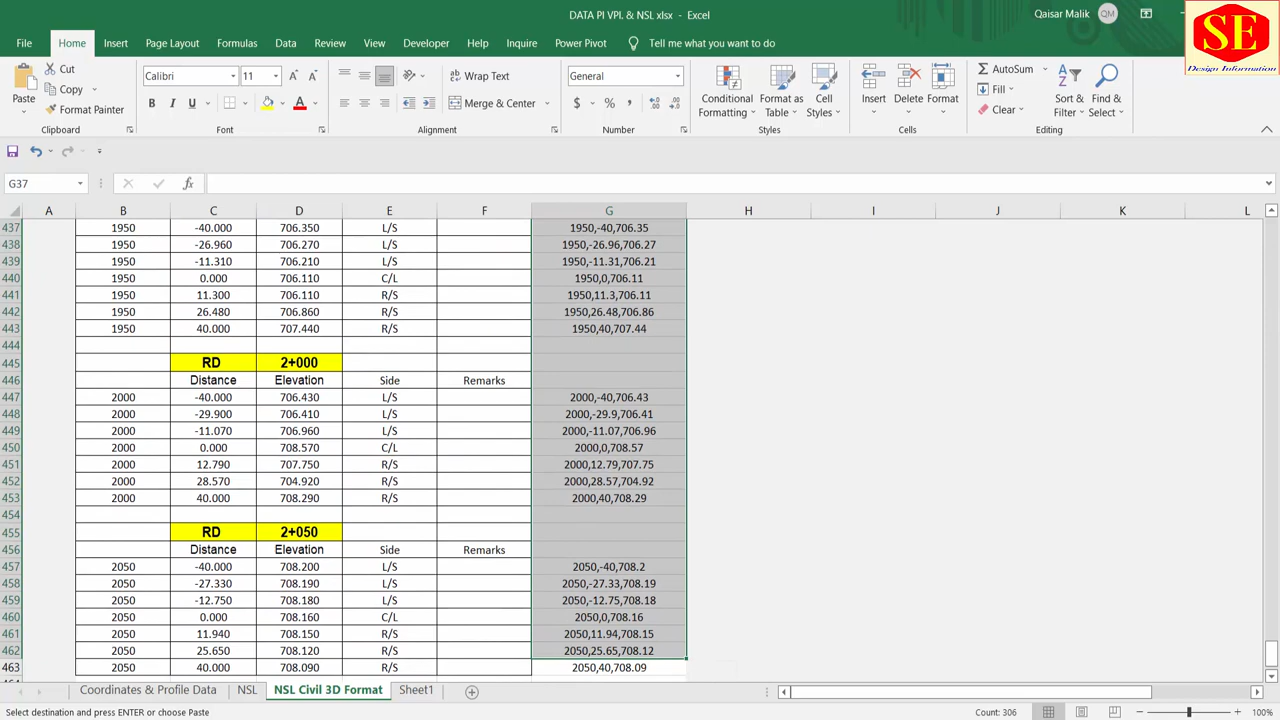 DATA PI VPL & NSL xlsx - Excel
Qaisar Malik QM
SE
Design Information
File Home Insert Page Layout Formulas Data Review View Developer Help Inquire Power Pivot Tell me what you want to do
Cut
Copy
Format Painter
Paste
Clipboard
Calibri 11
B I U
Font
Wrap Text
Merge & Center
Alignment
General
$ % ,
Number
Conditional Formatting
Format as Table
Cell Styles
Styles
Insert Delete Format
Cells
AutoSum
Fill
Clear
Sort & Filter
Find & Select
Editing
G37 fx
A B C D E F G H I J K L
437 1950 -40.000 706.350 L/S 1950,-40,706.35
438 1950 -26.960 706.270 L/S 1950,-26.96,706.27
439 1950 -11.310 706.210 L/S 1950,-11.31,706.21
440 1950 0.000 706.110 C/L 1950,0,706.11
441 1950 11.300 706.110 R/S 1950,11.3,706.11
442 1950 26.480 706.860 R/S 1950,26.48,706.86
443 1950 40.000 707.440 R/S 1950,40,707.44
444
445 RD 2+000
446 Distance Elevation Side Remarks
447 2000 -40.000 706.430 L/S 2000,-40,706.43
448 2000 -29.900 706.410 L/S 2000,-29.9,706.41
449 2000 -11.070 706.960 L/S 2000,-11.07,706.96
450 2000 0.000 708.570 C/L 2000,0,708.57
451 2000 12.790 707.750 R/S 2000,12.79,707.75
452 2000 28.570 704.920 R/S 2000,28.57,704.92
453 2000 40.000 708.290 R/S 2000,40,708.29
454
455 RD 2+050
456 Distance Elevation Side Remarks
457 2050 -40.000 708.200 L/S 2050,-40,708.2
458 2050 -27.330 708.190 L/S 2050,-27.33,708.19
459 2050 -12.750 708.180 L/S 2050,-12.75,708.18
460 2050 0.000 708.160 C/L 2050,0,708.16
461 2050 11.940 708.150 R/S 2050,11.94,708.15
462 2050 25.650 708.120 R/S 2050,25.65,708.12
463 2050 40.000 708.090 R/S 2050,40,708.09
Coordinates & Profile Data NSL NSL Civil 3D Format Sheet1
Select destination and press ENTER or choose Paste Count: 306 100%